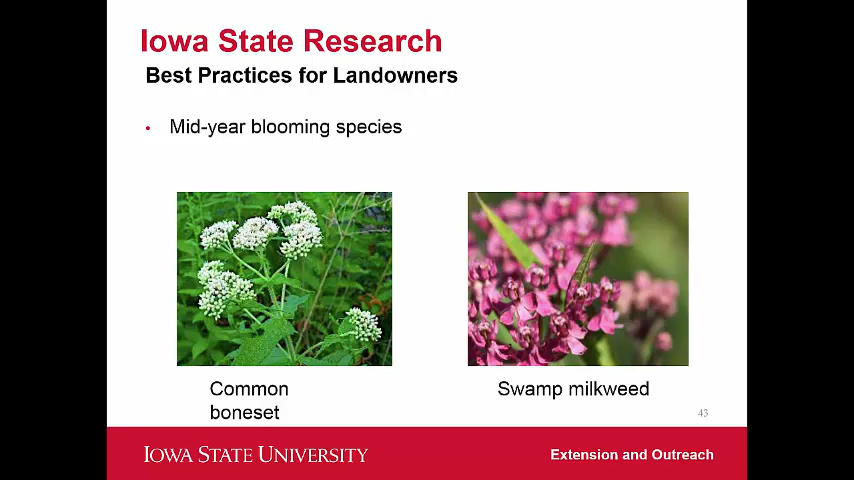 Iowa State Research
Best Practices for Landowners
• Mid-year blooming species
Common
boneset
Swamp milkweed
43
IOWA STATE UNIVERSITY
Extension and Outreach